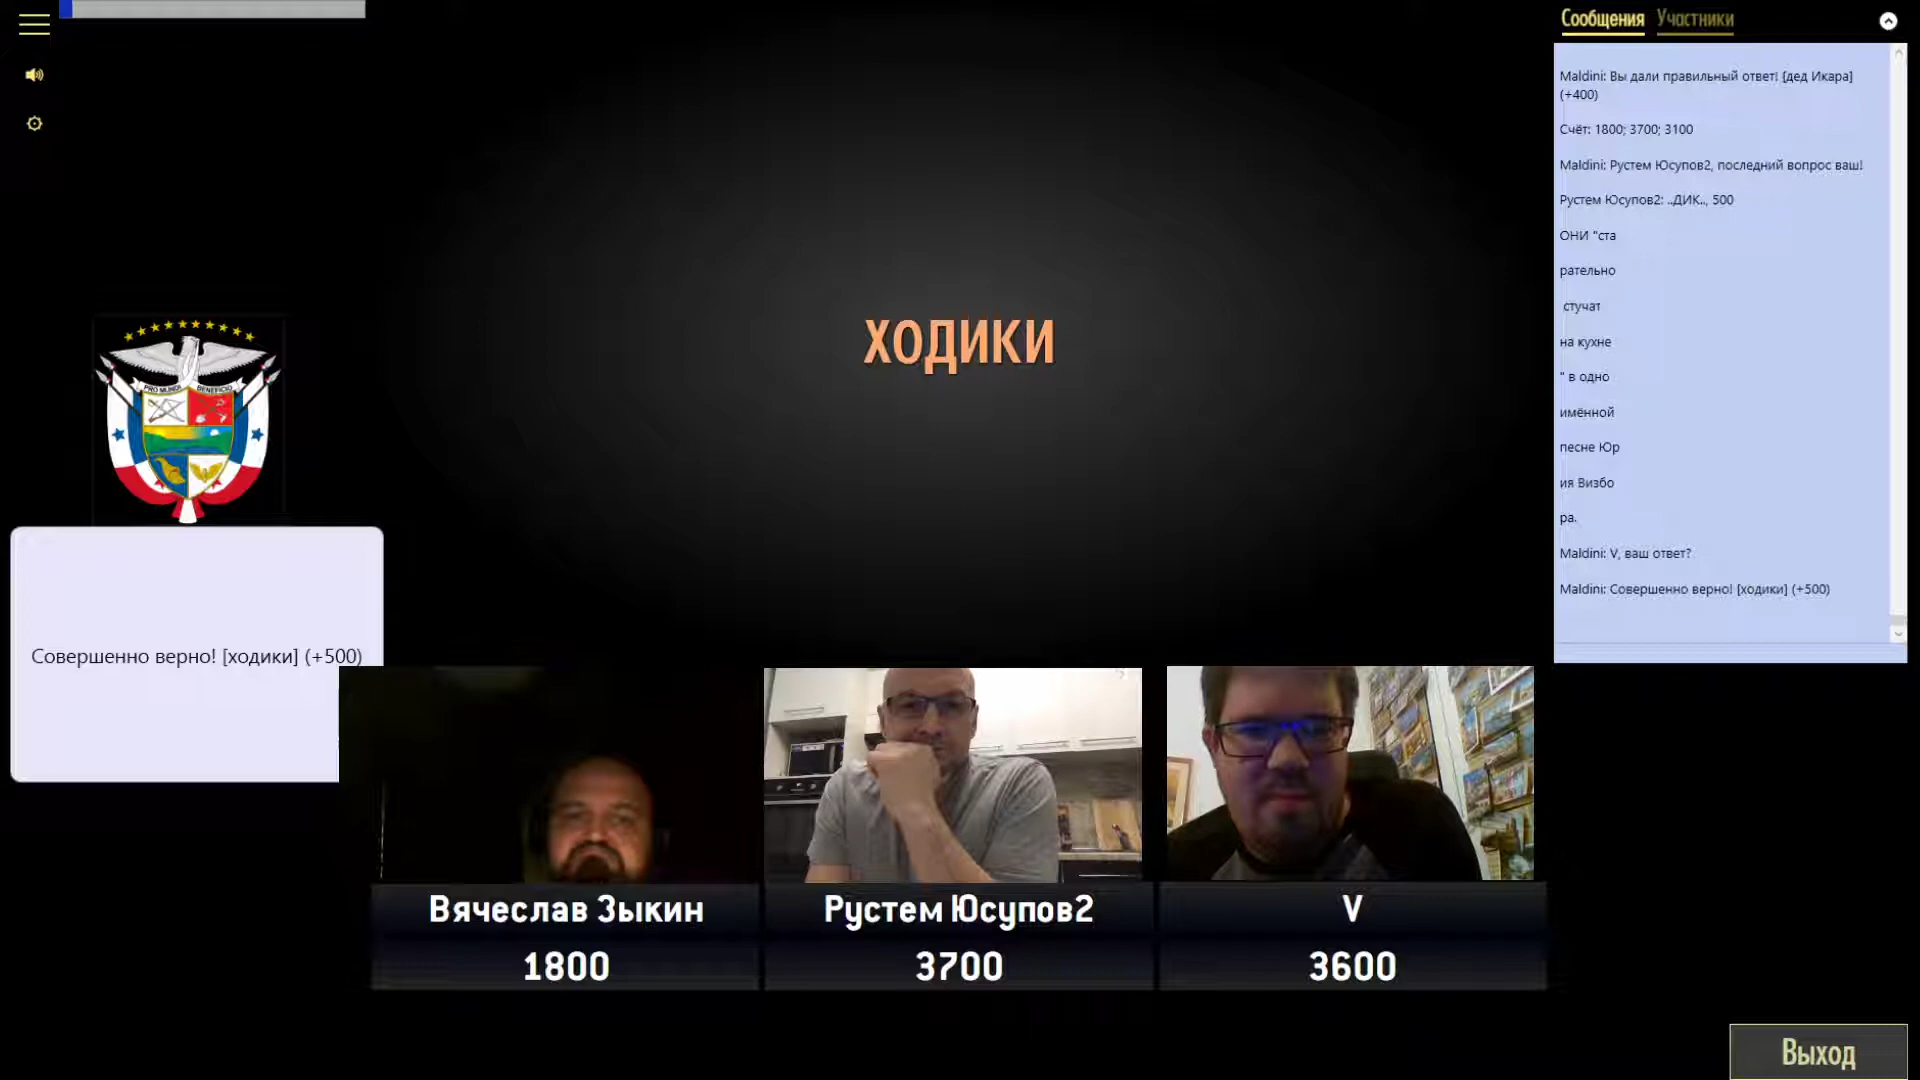 Сообщения Участники
Maldini: Вы дали правильный ответ! [дед Икара]
(+400)
Счёт: 1800; 3700; 3100
Maldini: Рустем Юсупов2, последний вопрос ваш!
Рустем Юсупов2: ..ДИК.., 500
ОНИ "ста
рательно
стучат
на кухне
" в одно
имённой
песне Юр
ия Визбо
ра.
Maldini: V, ваш ответ?
Maldini: Совершенно верно! [ходики] (+500)
ХОДИКИ
PRO MUNDI BENEFICIO
Совершенно верно! [ходики] (+500)
Вячеслав Зыкин
1800
Рустем Юсупов2
3700
V
3600
Выход